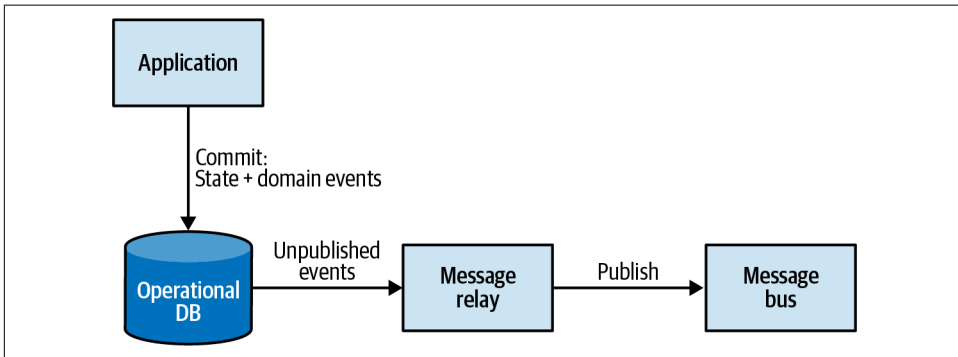 Application
Commit:
State + domain events
Unpublished
events
Operational
DB
Message
relay
Publish
Message
bus